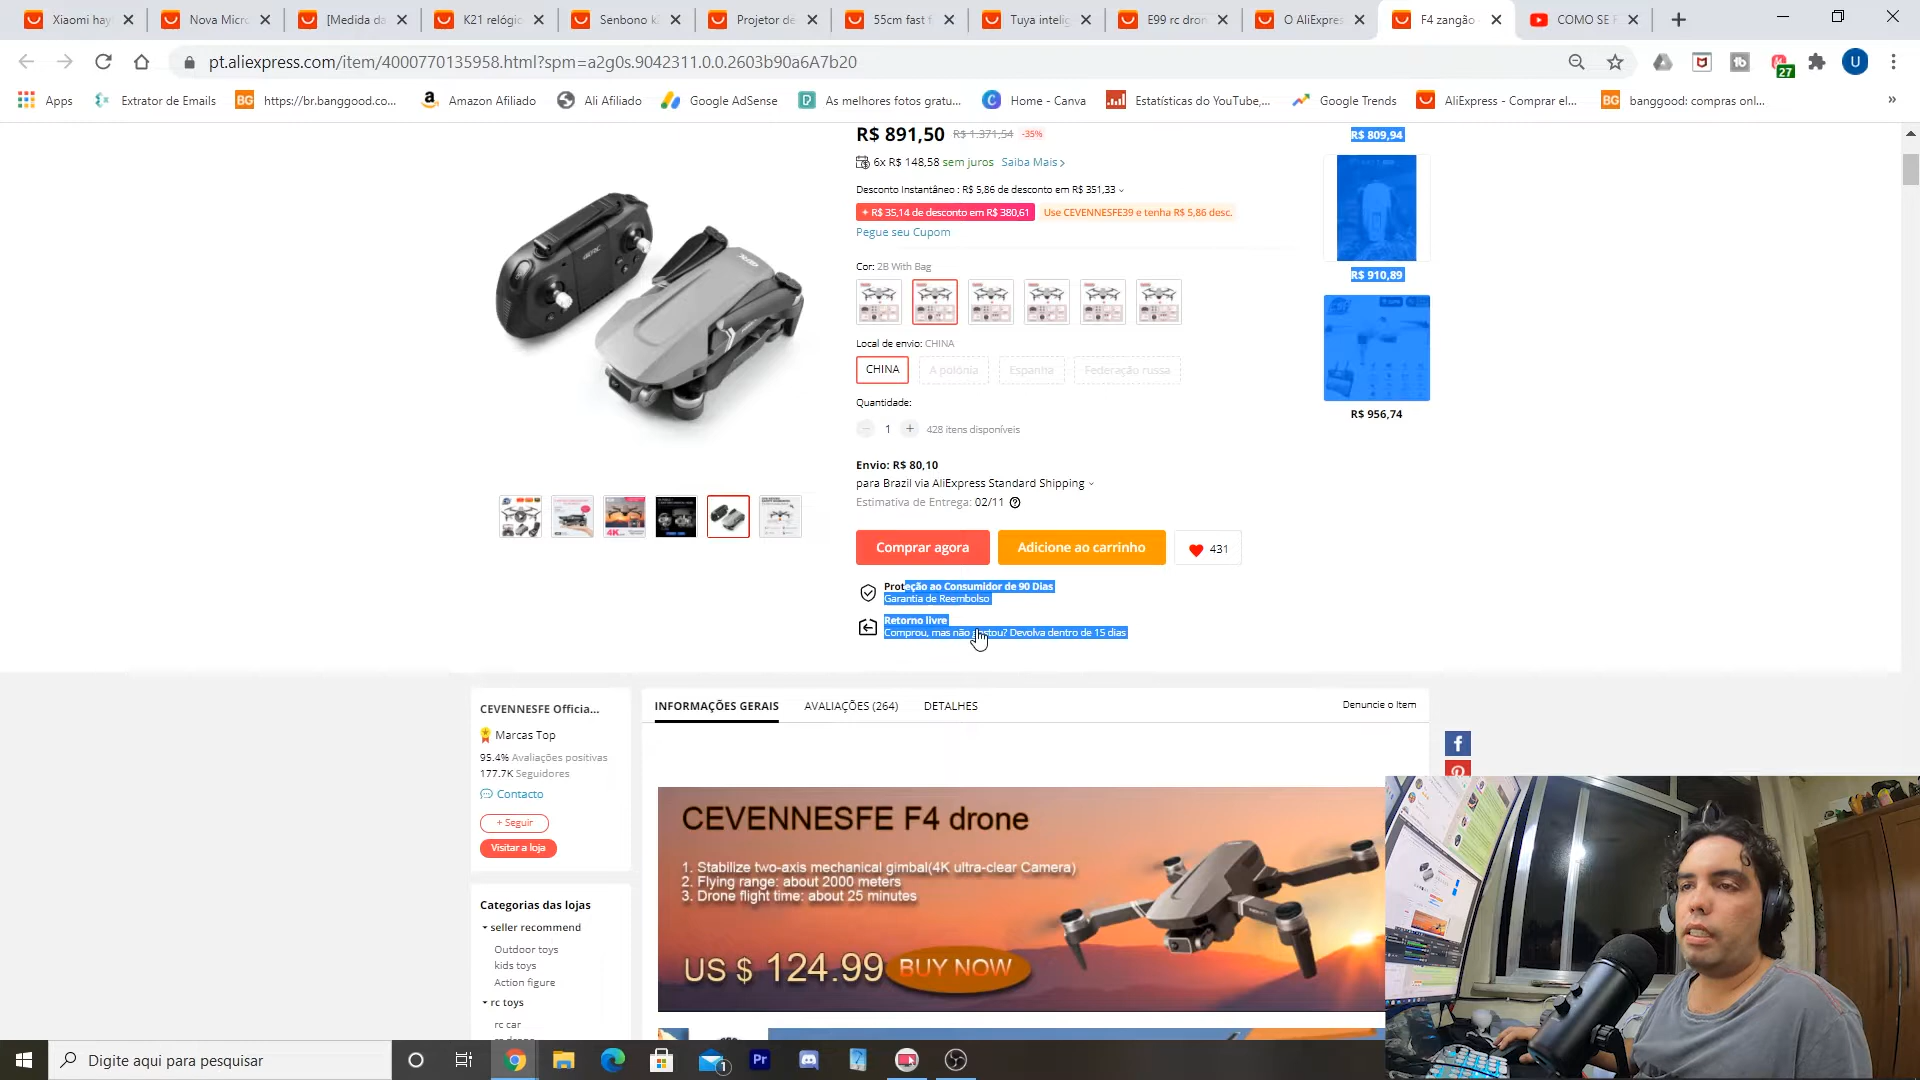 Xiaomi hay
Nova Micro
[Medida da
K21 relógio
Senbono k
Projetor de
55cm fast f
Tuya intelig
E99 rc dron
O AliExpres
F4 zangão
COMO SE F
pt.aliexpress.com/item/4000770135958.html?spm=a2g0s.9042311.0.0.2603b90a6A7b20
27
U
Apps
Extrator de Emails
BG https://br.banggood.co...
Amazon Afiliado
Ali Afiliado
Google AdSense
As melhores fotos gratu...
Home - Canva
Estatísticas do YouTube,...
Google Trends
AliExpress - Comprar el...
BG banggood: compras onl...
»
R$ 891,50 R$ 1.371,54 -35%
6x R$ 148,58 sem juros Saiba Mais
Desconto Instantâneo : R$ 5,86 de desconto em R$ 351,33
R$ 35,14 de desconto em R$ 380,61 Use CEVENNESFE39 e tenha R$ 5,86 desc.
Pegue seu Cupom
Cor: 2B With Bag
Local de envio: CHINA
CHINA A polônia Espanha Federação russa
Quantidade:
− 1 + 428 itens disponíveis
Envio: R$ 80,10
para Brazil via AliExpress Standard Shipping
Estimativa de Entrega: 02/11
Comprar agora
Adicione ao carrinho
431
Proteção ao Consumidor de 90 Dias
Garantia de Reembolso
Retorno livre
Comprou, mas não gostou? Devolva dentro de 15 dias
R$ 809,94
R$ 910,89
R$ 956,74
4K
CEVENNESFE Officia...
Marcas Top
95.4% Avaliações positivas
177.7K Seguidores
Contacto
+ Seguir
Visitar a loja
Categorias das lojas
seller recommend
Outdoor toys
kids toys
Action figure
rc toys
rc car
INFORMAÇÕES GERAIS
AVALIAÇÕES (264)
DETALHES
Denuncie o Item
CEVENNESFE F4 drone
1. Stabilize two-axis mechanical gimbal(4K ultra-clear Camera)
2. Flying range: about 2000 meters
3. Drone flight time: about 25 minutes
US $ 124.99
BUY NOW
Digite aqui para pesquisar
1
Pr